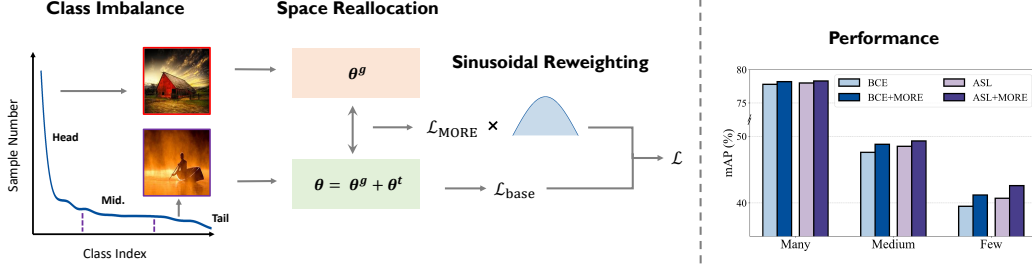 Class Imbalance
Space Reallocation
Sinusoidal Reweighting
Sample Number
Head
Mid.
Tail
Class Index
θ^g
θ = θ^g + θ^t
ℒ_MORE ×
ℒ_base
ℒ
Performance
BCE
BCE+MORE
ASL
ASL+MORE
mAP (%)
80
75
50
40
Many
Medium
Few